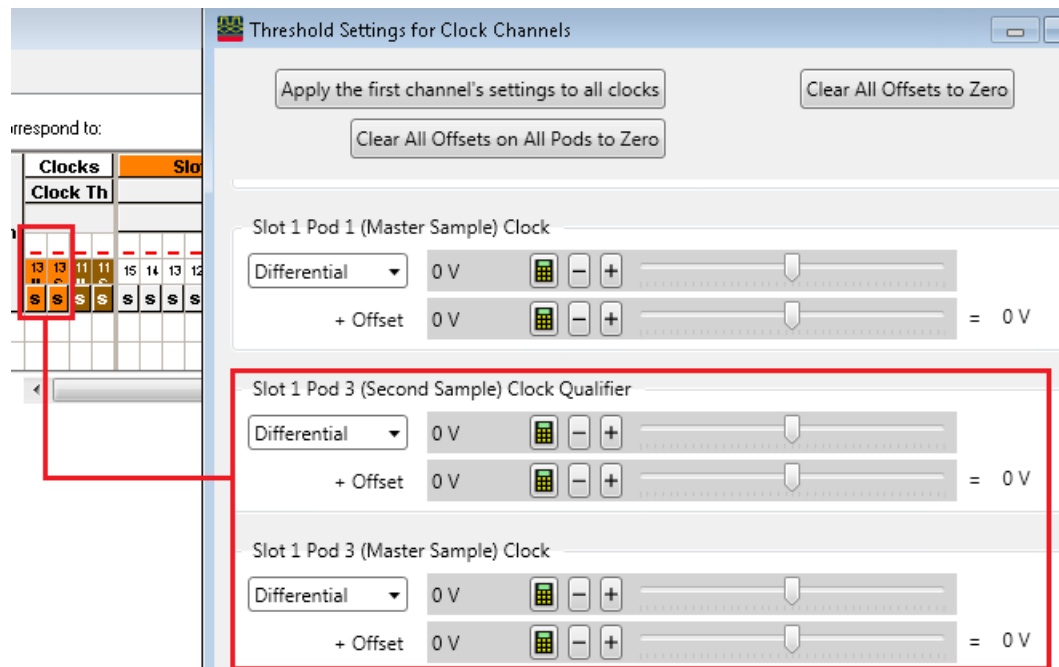 Threshold Settings for Clock Channels
Apply the first channel's settings to all clocks
Clear All Offsets to Zero
Clear All Offsets on All Pods to Zero
rrespond to:
Clocks Slo
Clock Th
13 13 11 11 15 14 13 12
M S M S
S S S S S S S S
Slot 1 Pod 1 (Master Sample) Clock
Differential 0 V − +
+ Offset 0 V − + = 0 V
Slot 1 Pod 3 (Second Sample) Clock Qualifier
Differential 0 V − +
+ Offset 0 V − + = 0 V
Slot 1 Pod 3 (Master Sample) Clock
Differential 0 V − +
+ Offset 0 V − + = 0 V